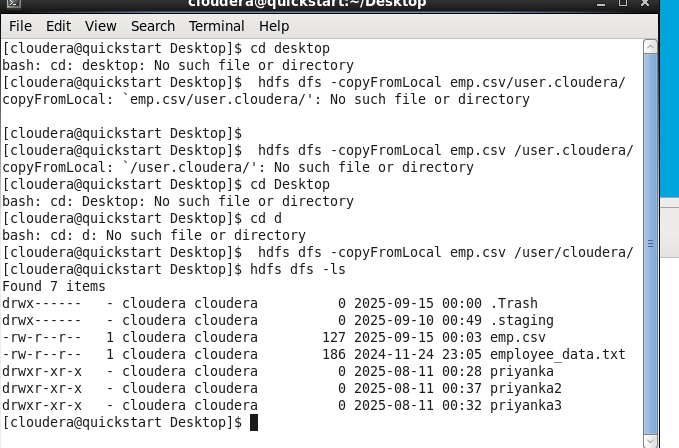 cloudera@quickstart:~/Desktop
File Edit View Search Terminal Help
[cloudera@quickstart Desktop]$ cd desktop
bash: cd: desktop: No such file or directory
[cloudera@quickstart Desktop]$  hdfs dfs -copyFromLocal emp.csv/user.cloudera/
copyFromLocal: `emp.csv/user.cloudera/': No such file or directory
[cloudera@quickstart Desktop]$
[cloudera@quickstart Desktop]$  hdfs dfs -copyFromLocal emp.csv /user.cloudera/
copyFromLocal: `/user.cloudera/': No such file or directory
[cloudera@quickstart Desktop]$ cd Desktop
bash: cd: Desktop: No such file or directory
[cloudera@quickstart Desktop]$ cd d
bash: cd: d: No such file or directory
[cloudera@quickstart Desktop]$  hdfs dfs -copyFromLocal emp.csv /user/cloudera/
[cloudera@quickstart Desktop]$ hdfs dfs -ls
Found 7 items
drwx------   - cloudera cloudera          0 2025-09-15 00:00 .Trash
drwx------   - cloudera cloudera          0 2025-09-10 00:49 .staging
-rw-r--r--   1 cloudera cloudera        127 2025-09-15 00:03 emp.csv
-rw-r--r--   1 cloudera cloudera        186 2024-11-24 23:05 employee_data.txt
drwxr-xr-x   - cloudera cloudera          0 2025-08-11 00:28 priyanka
drwxr-xr-x   - cloudera cloudera          0 2025-08-11 00:37 priyanka2
drwxr-xr-x   - cloudera cloudera          0 2025-08-11 00:32 priyanka3
[cloudera@quickstart Desktop]$